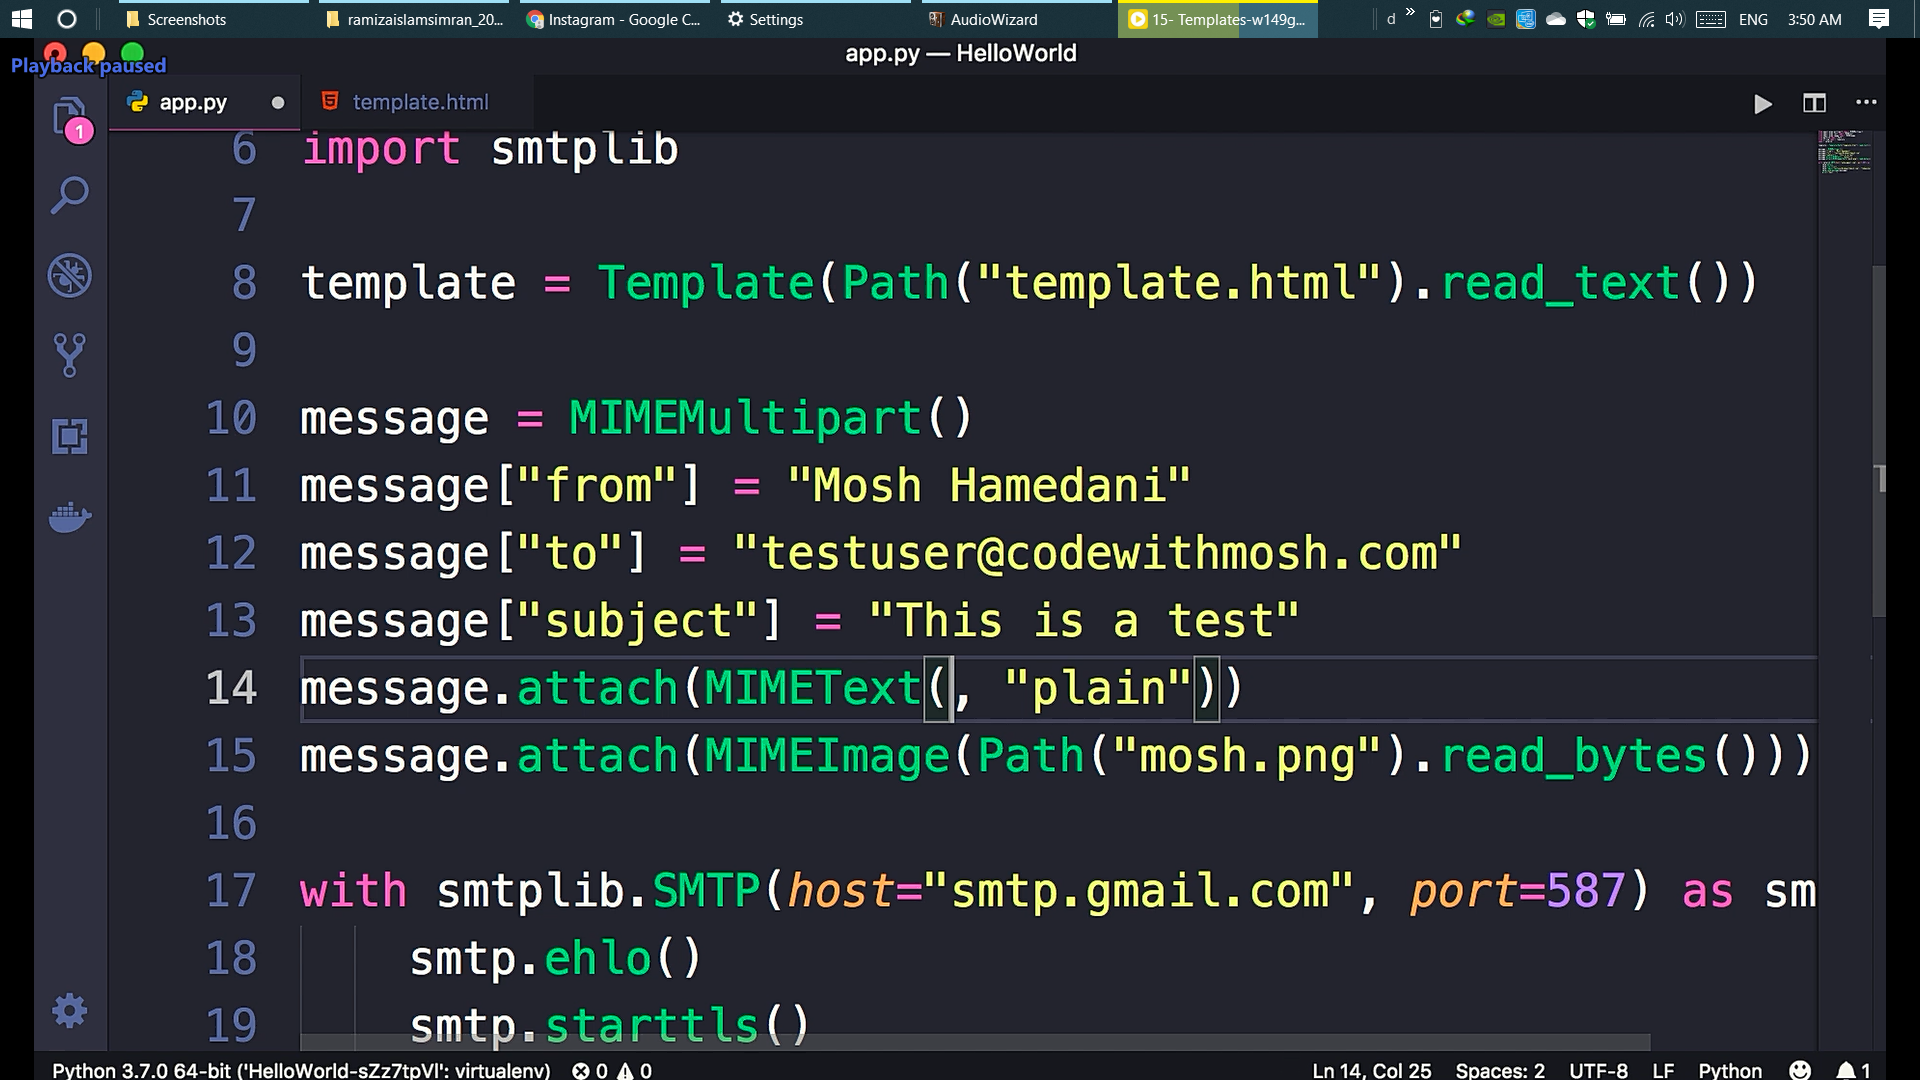 Screenshots
ramizaislamsimran_20...
Instagram - Google C...
Settings
AudioWizard
15- Templates-w149g...
d
»
ENG
3:50 AM
app.py — HelloWorld
Playback paused
app.py
template.html
1
6 import smtplib
7
8 template = Template(Path("template.html").read_text())
9
10 message = MIMEMultipart()
11 message["from"] = "Mosh Hamedani"
12 message["to"] = "testuser@codewithmosh.com"
13 message["subject"] = "This is a test"
14 message.attach(MIMEText(, "plain"))
15 message.attach(MIMEImage(Path("mosh.png").read_bytes()))
16
17 with smtplib.SMTP(host="smtp.gmail.com", port=587) as sm
18 smtp.ehlo()
19 smtp.starttls()
Python 3.7.0 64-bit ('HelloWorld-sZz7tpVl': virtualenv) 0 0 Ln 14, Col 25 Spaces: 2 UTF-8 LF Python 1